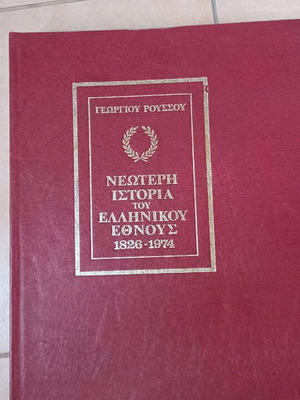 ΓΕΩΡΓΙΟΥ ΡΟΥΣΣΟΥ
ΝΕΩΤΕΡΗ
ΙΣΤΟΡΙΑ
ΤΟΥ
ΕΛΛΗΝΙΚΟΥ
ΕΘΝΟΥΣ
1826-1974